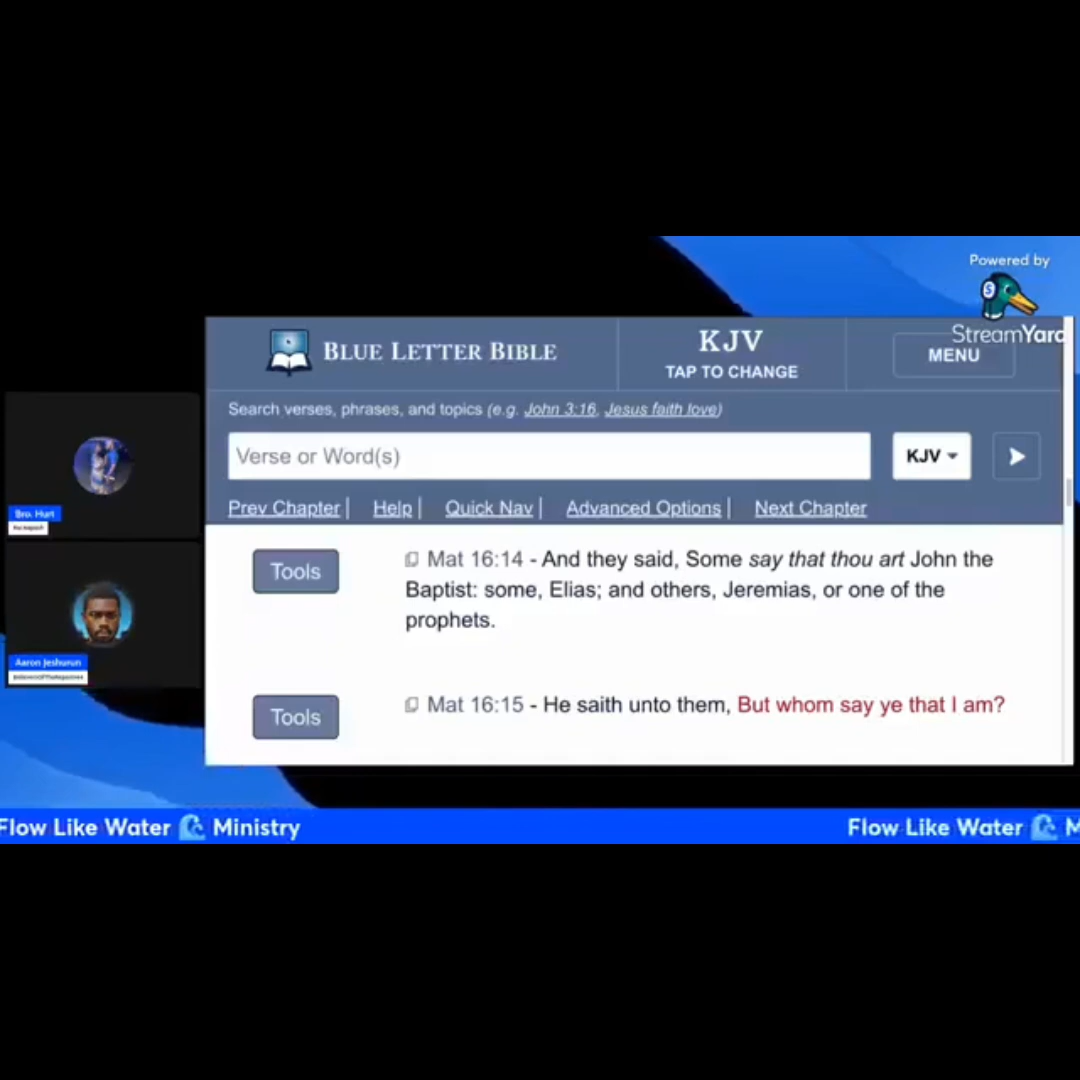 Powered by
StreamYard
BLUE LETTER BIBLE
KJV
TAP TO CHANGE
MENU
Search verses, phrases, and topics (e.g. John 3:16, Jesus faith love)
Verse or Word(s)
KJV
Prev Chapter | Help | Quick Nav | Advanced Options | Next Chapter
Bro. Hurt
Tools
Mat 16:14 - And they said, Some say that thou art John the
Baptist: some, Elias; and others, Jeremias, or one of the
prophets.
Aaron Jeshurun
Tools
Mat 16:15 - He saith unto them, But whom say ye that I am?
Flow Like Water 🌊 Ministry
Flow Like Water 🌊 M